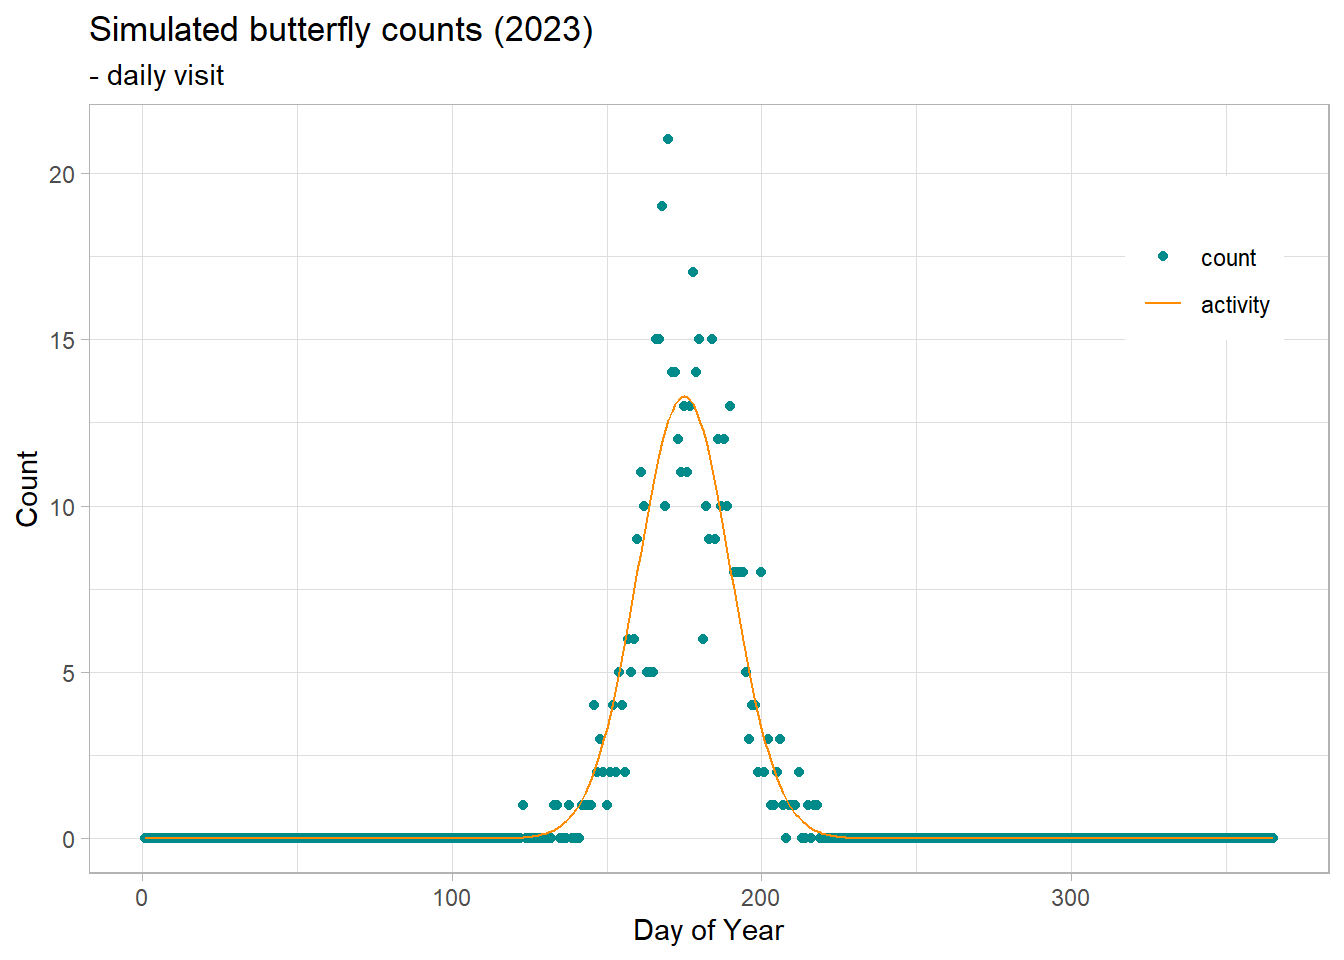 Simulated butterfly counts (2023)
- daily visit
20
15
10
5
0
Count
count
activity
0 100 200 300
Day of Year